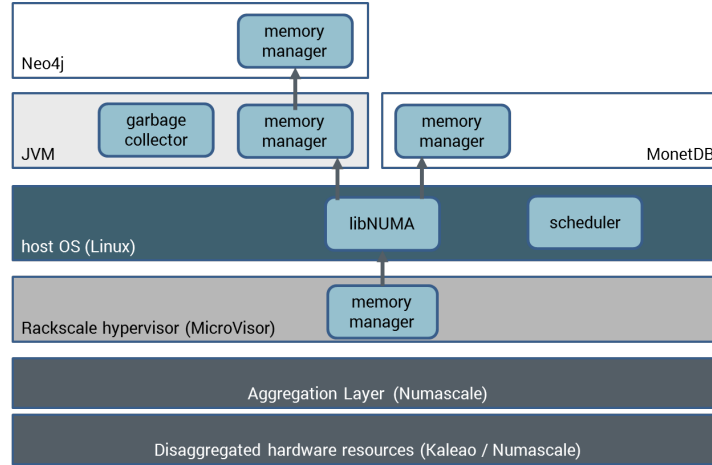 memory
manager
Neo4j
garbage
collector
memory
manager
JVM
memory
manager
MonetDB
libNUMA
scheduler
host OS (Linux)
memory
manager
Rackscale hypervisor (MicroVisor)
Aggregation Layer (Numascale)
Disaggregated hardware resources (Kaleao / Numascale)